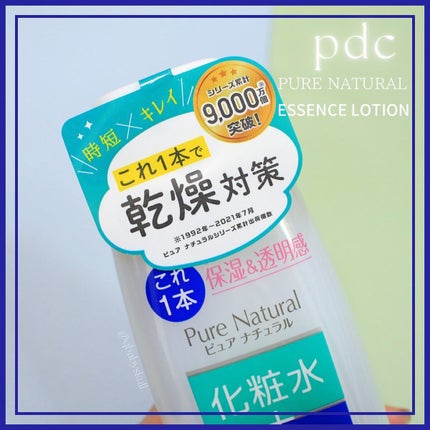 pdc
PURE NATURAL
ESSENCE LOTION
時短×キレイ
シリーズ累計
9,000万個※
突破!
これ1本で
乾燥対策
※1992年~2021年7月
ピュア ナチュラルシリーズ累計出荷個数
これ
1本
保湿&透明感
Pure Natural
ピュア ナチュラル
化粧水